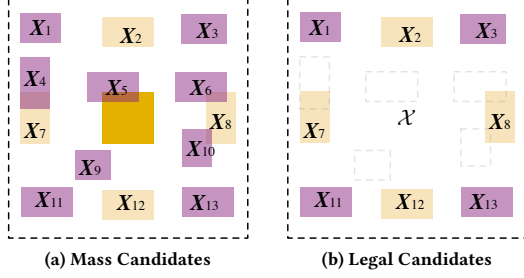 X1 X2 X3
X4 X5 X6
X7 X8
X9 X10
X11 X12 X13
(a) Mass Candidates
X1 X2 X3
X7 𝒳 X8
X11 X12 X13
(b) Legal Candidates